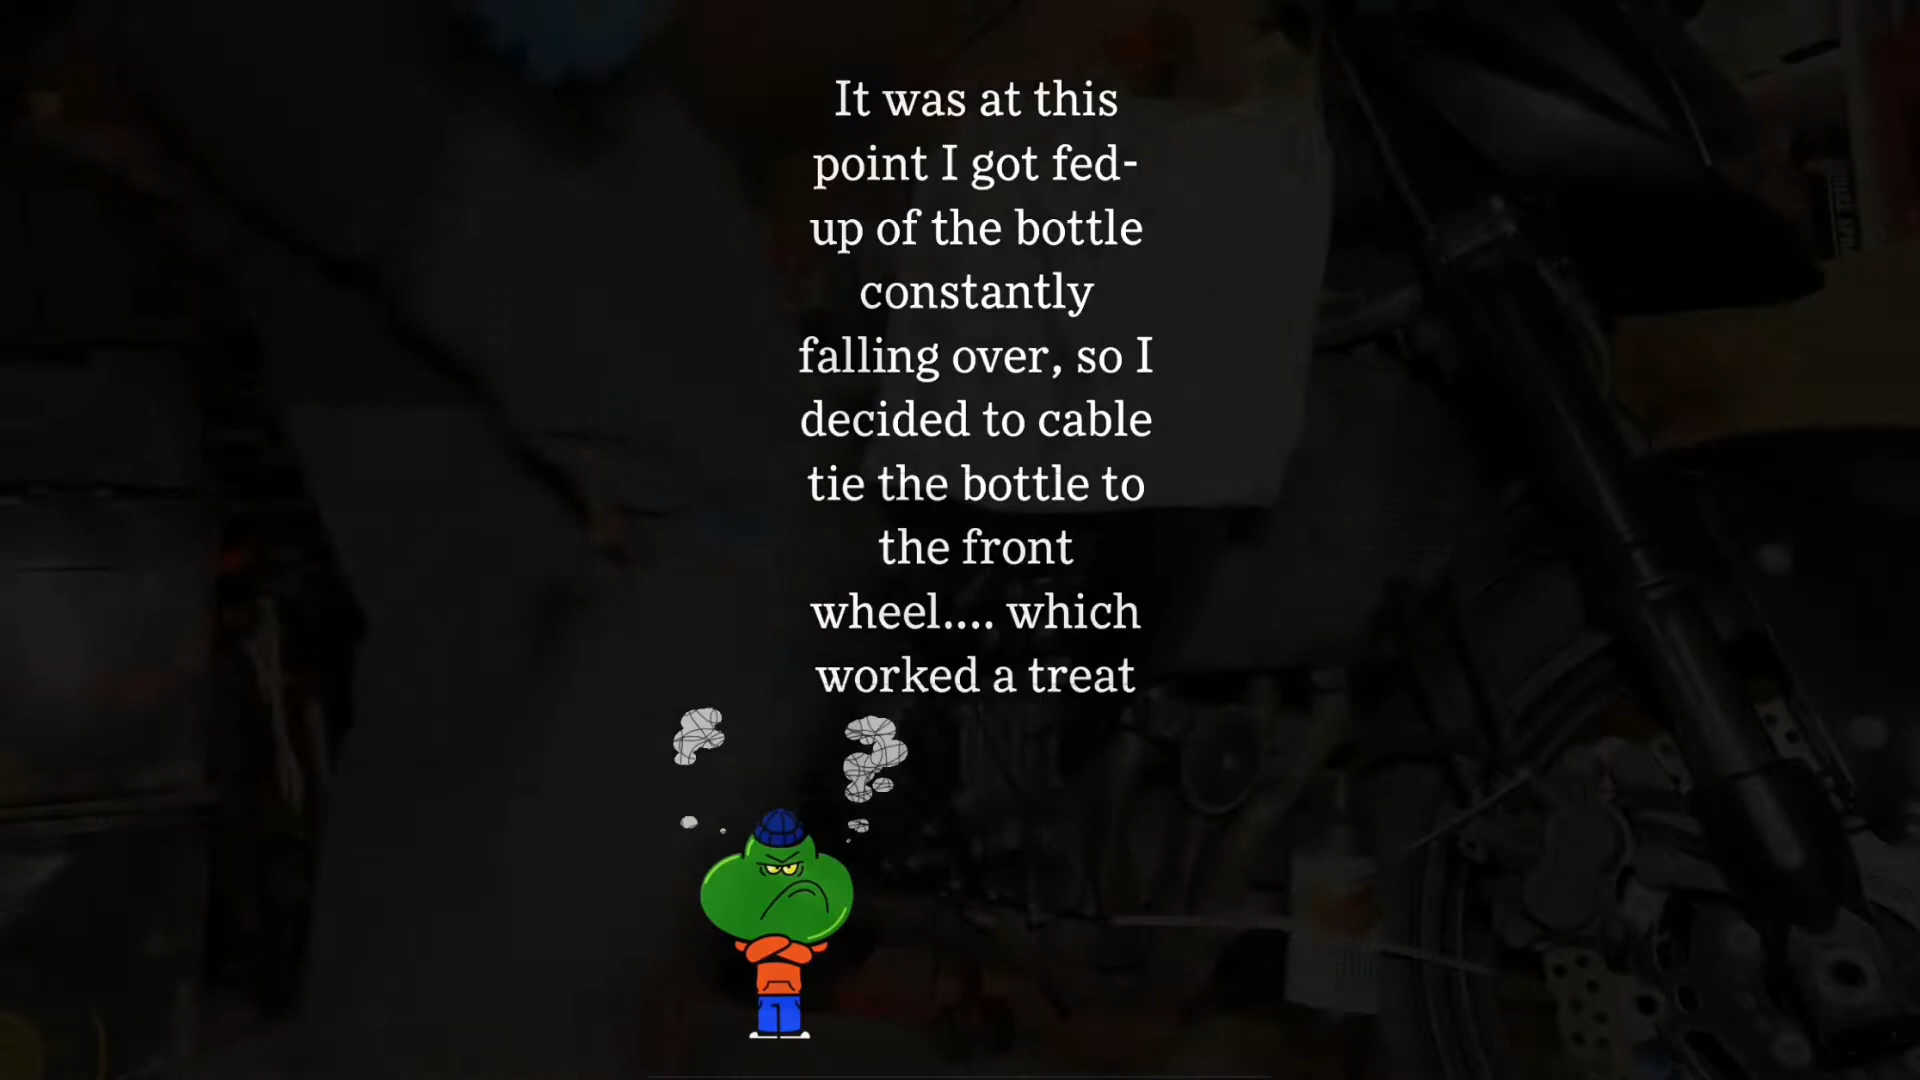 It was at this
point I got fed-
up of the bottle
constantly
falling over, so I
decided to cable
tie the bottle to
the front
wheel.... which
worked a treat